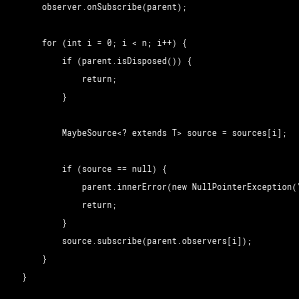 observer.onSubscribe(parent);
for (int i = 0; i < n; i++) {
if (parent.isDisposed()) {
return;
}
MaybeSource<? extends T> source = sources[i];
if (source == null) {
parent.innerError(new NullPointerException("
return;
}
source.subscribe(parent.observers[i]);
}
}